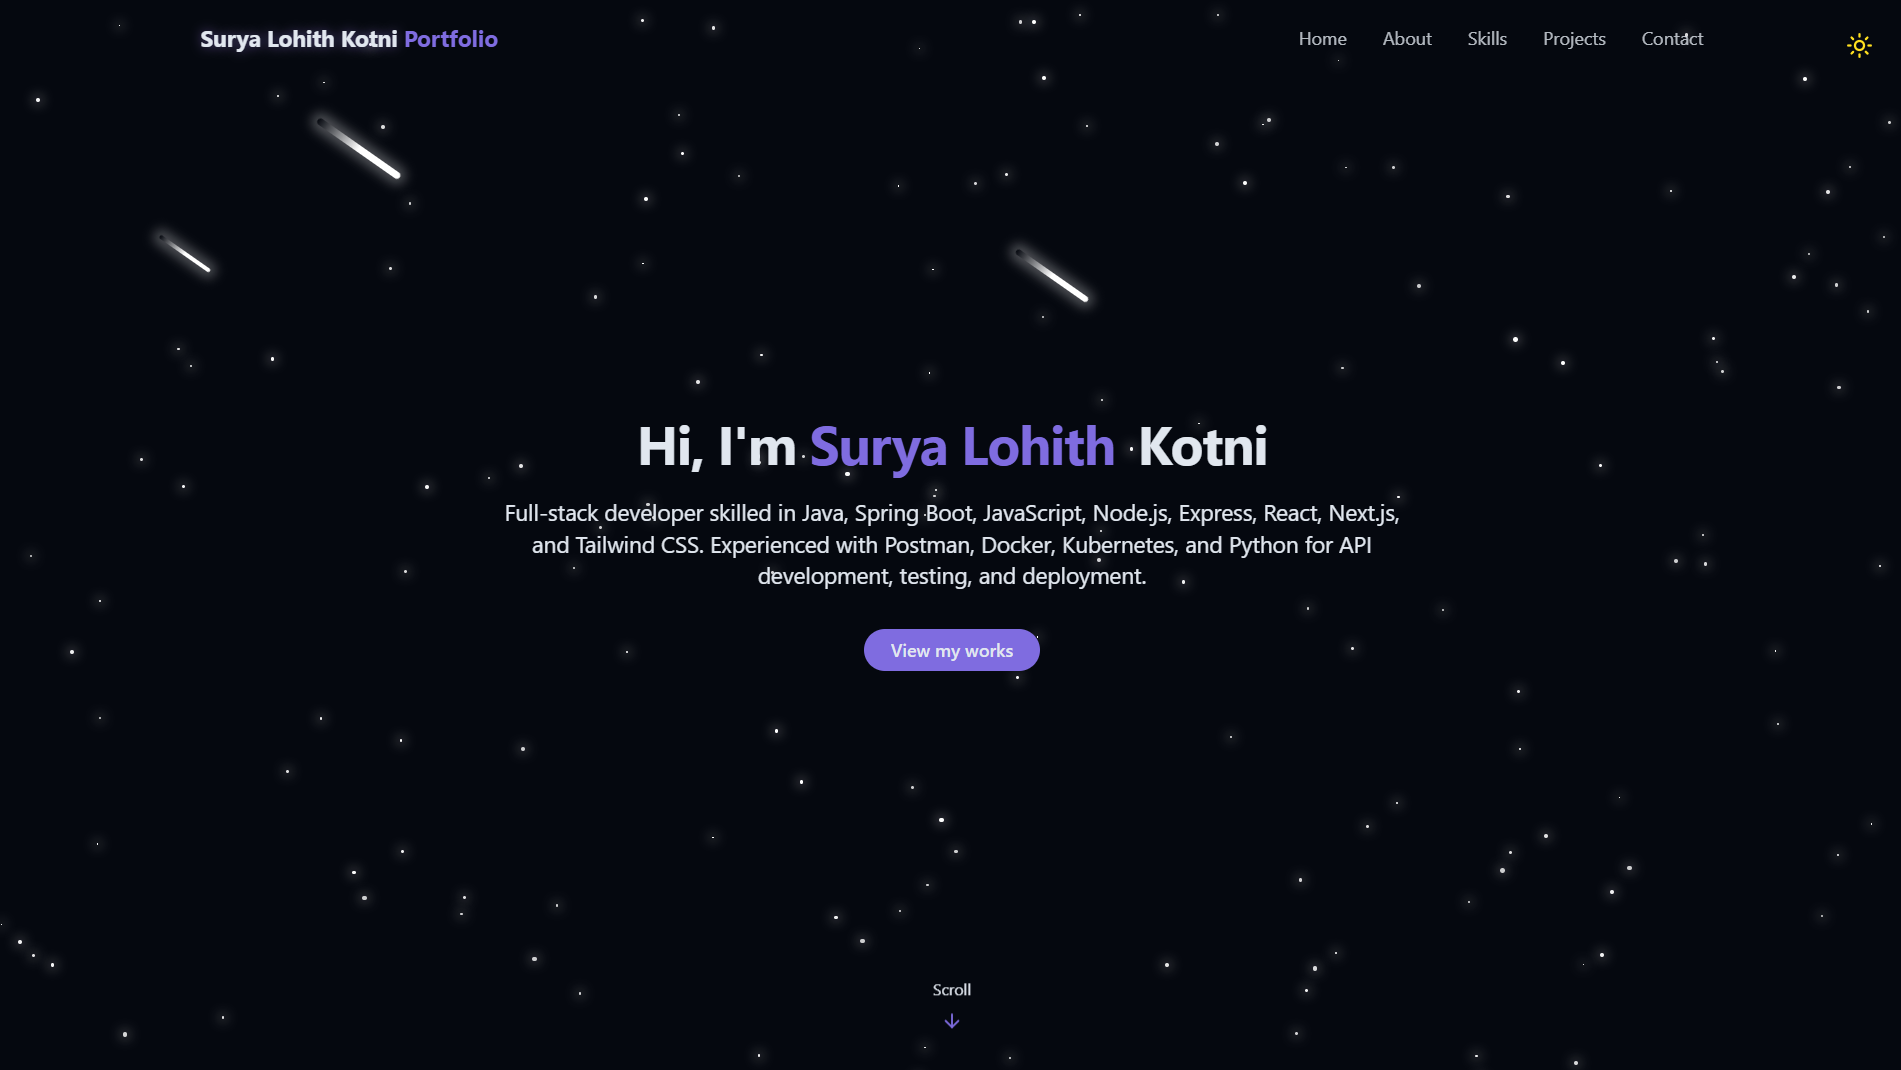 Surya Lohith Kotni Portfolio
Home About Skills Projects Contact
Hi, I'm Surya Lohith Kotni
Full-stack developer skilled in Java, Spring Boot, JavaScript, Node.js, Express, React, Next.js,
and Tailwind CSS. Experienced with Postman, Docker, Kubernetes, and Python for API
development, testing, and deployment.
View my works
Scroll